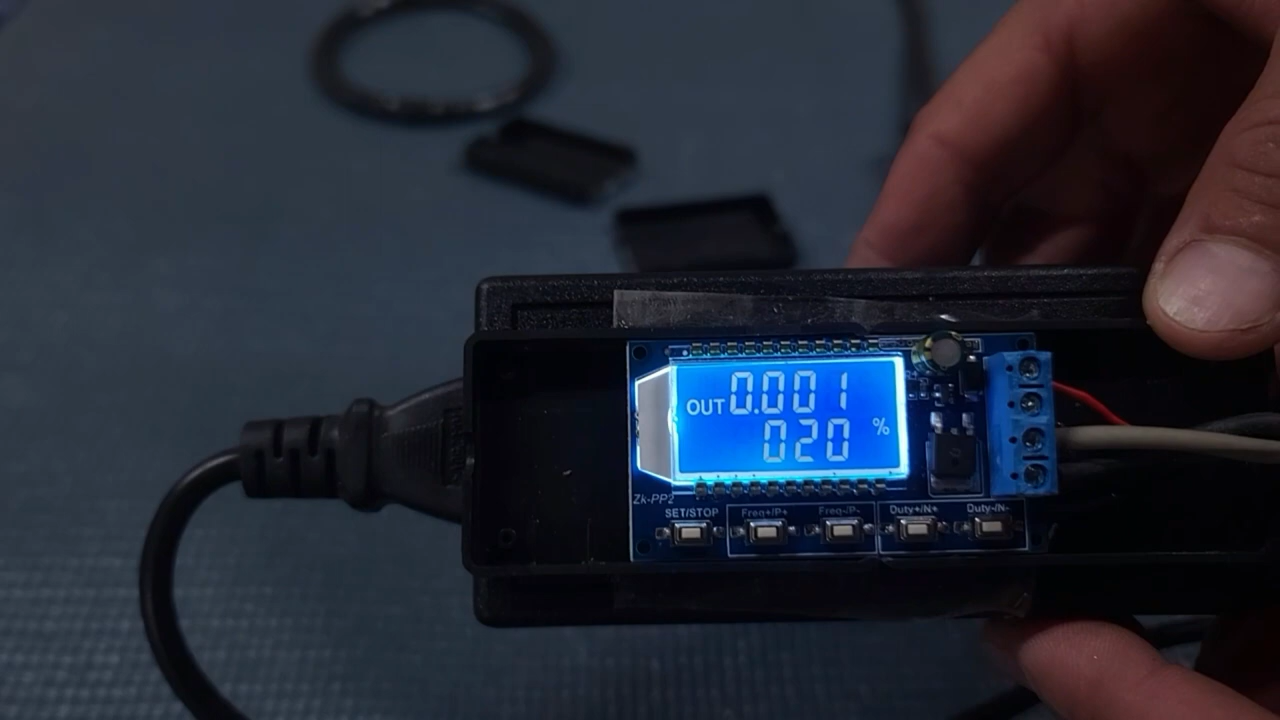 OUT 0.001
020 %
Zk-PP2
SET/STOP Freq+/P+ Freq-/P- Duty+/N+ Duty-/N-